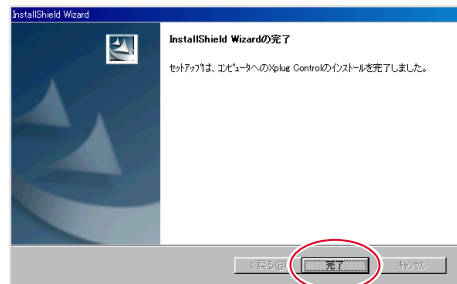 InstallShield Wizard
InstallShield Wizardの完了
セットアップは、コンピュータへのXplug Controlのインストールを完了しました。
< 戻る(B)
完了
キャンセル